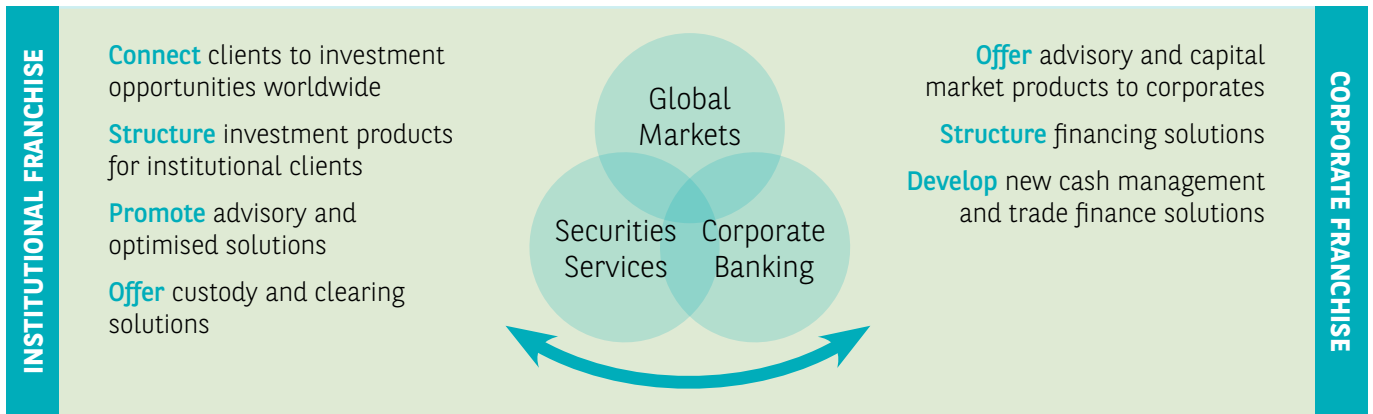 INSTITUTIONAL FRANCHISE
Connect clients to investment
opportunities worldwide
Structure investment products
for institutional clients
Promote advisory and
optimised solutions
Offer custody and clearing
solutions
Global
Markets
Securities
Services
Corporate
Banking
Offer advisory and capital
market products to corporates
Structure financing solutions
Develop new cash management
and trade finance solutions
CORPORATE FRANCHISE